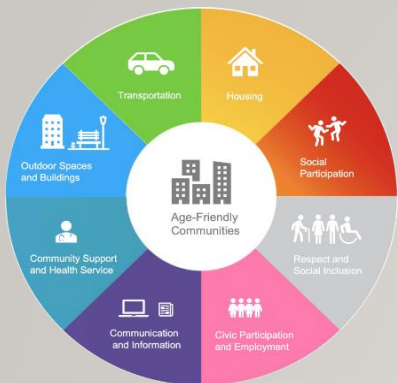 Transportation
Housing
Outdoor Spaces
and Buildings
Social
Participation
Age-Friendly
Communities
Community Support
and Health Service
Respect and
Social Inclusion
Communication
and Information
Civic Participation
and Employment